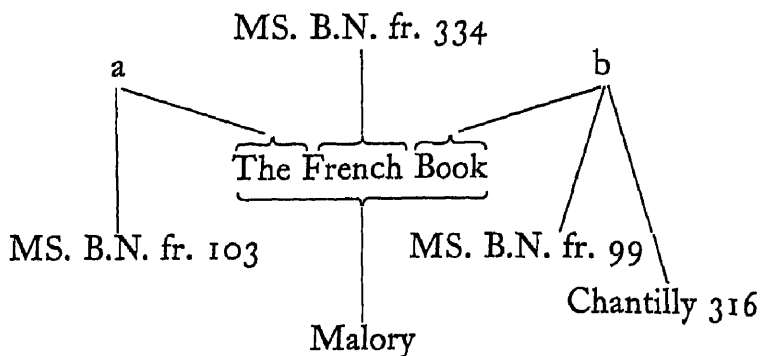 MS. B.N. fr. 334
a b
The French Book
MS. B.N. fr. 103 MS. B.N. fr. 99
Chantilly 316
Malory